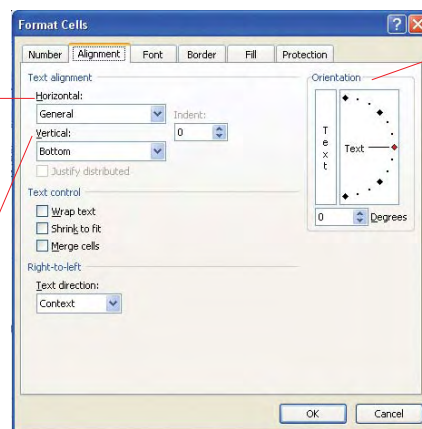 Format Cells
Number Alignment Font Border Fill Protection
Text alignment
Horizontal:
General
Indent:
Vertical:
0
Bottom
Justify distributed
Text control
Wrap text
Shrink to fit
Merge cells
Right-to-left
Text direction:
Context
Orientation
Text
Text
0 Degrees
OK Cancel